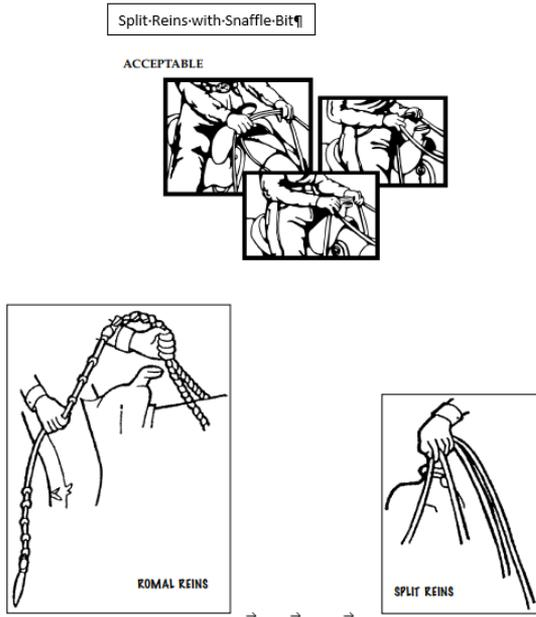 Split·Reins·with·Snaffle·Bit¶
ACCEPTABLE
ROMAL REINS
SPLIT REINS
→ → →